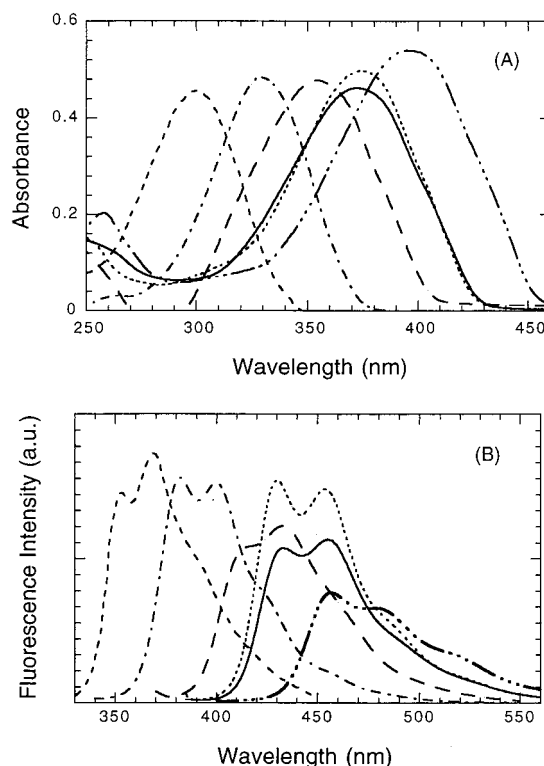 0.6
(A)
0.4
Absorbance
0.2
0
250 300 350 400 450
Wavelength (nm)
(B)
Fluorescence Intensity (a.u.)
350 400 450 500 550
Wavelength (nm)